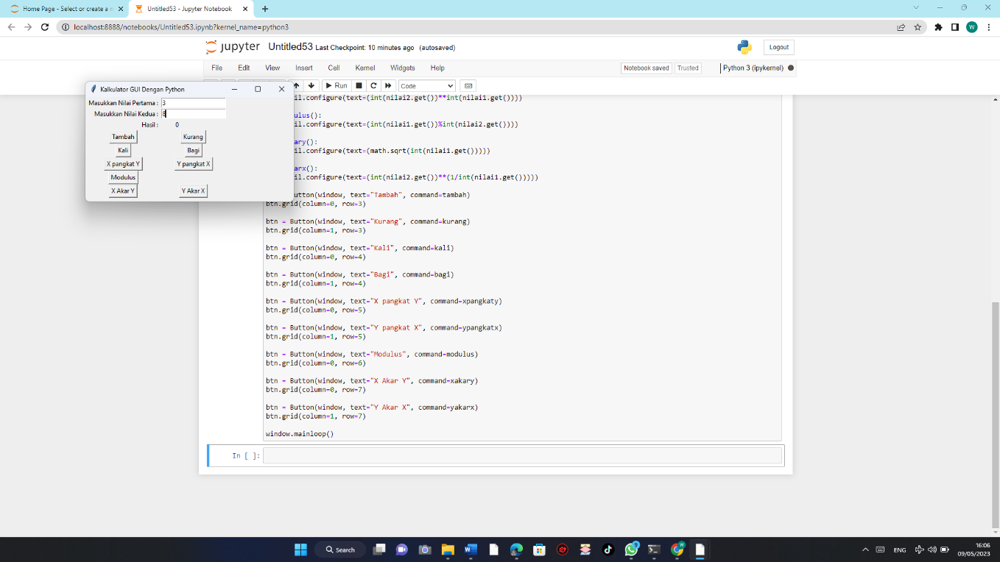 Home Page - Select or create a n
Untitled53 - Jupyter Notebook
localhost:8888/notebooks/Untitled53.ipynb?kernel_name=python3
W
jupyter Untitled53 Last Checkpoint: 10 minutes ago (autosaved)
Logout
File Edit View Insert Cell Kernel Widgets Help
Notebook saved Trusted Python 3 (ipykernel)
Run Code
Kalkulator GUI Dengan Python
Masukkan Nilai Pertama : 3
Masukkan Nilai Kedua : 8
Hasil : 0
Tambah Kurang
Kali Bagi
X pangkat Y Y pangkat X
Modulus
X Akar Y Y Akar X
il.configure(text=(int(nilai2.get())**int(nilai1.get())))
ulus():
il.configure(text=(int(nilai1.get())%int(nilai2.get())))
ary():
il.configure(text=(math.sqrt(int(nilai1.get()))))
arx():
il.configure(text=(int(nilai2.get())**(1/int(nilai1.get()))))
utton(window, text="Tambah", command=tambah)
btn.grid(column=0, row=3)
btn = Button(window, text="Kurang", command=kurang)
btn.grid(column=1, row=3)
btn = Button(window, text="Kali", command=kali)
btn.grid(column=0, row=4)
btn = Button(window, text="Bagi", command=bagi)
btn.grid(column=1, row=4)
btn = Button(window, text="X pangkat Y", command=xpangkaty)
btn.grid(column=0, row=5)
btn = Button(window, text="Y pangkat X", command=ypangkatx)
btn.grid(column=1, row=5)
btn = Button(window, text="Modulus", command=modulus)
btn.grid(column=0, row=6)
btn = Button(window, text="X Akar Y", command=xakary)
btn.grid(column=0, row=7)
btn = Button(window, text="Y Akar X", command=yakarx)
btn.grid(column=1, row=7)
window.mainloop()
In [ ]:
Search
ENG
16:06
09/05/2023